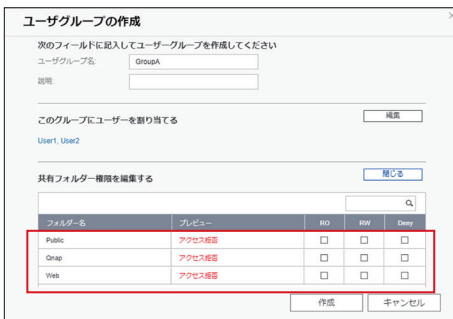 ユーザグループの作成
次のフィールドに記入してユーザーグループを作成してください
ユーザグループ名: GroupA
説明:
このグループにユーザーを割り当てる 編集
User1, User2
共有フォルダー権限を編集する 閉じる
フォルダー名 プレビュー RO RW Deny
Public アクセス拒否
Qnap アクセス拒否
Web アクセス拒否
作成 キャンセル